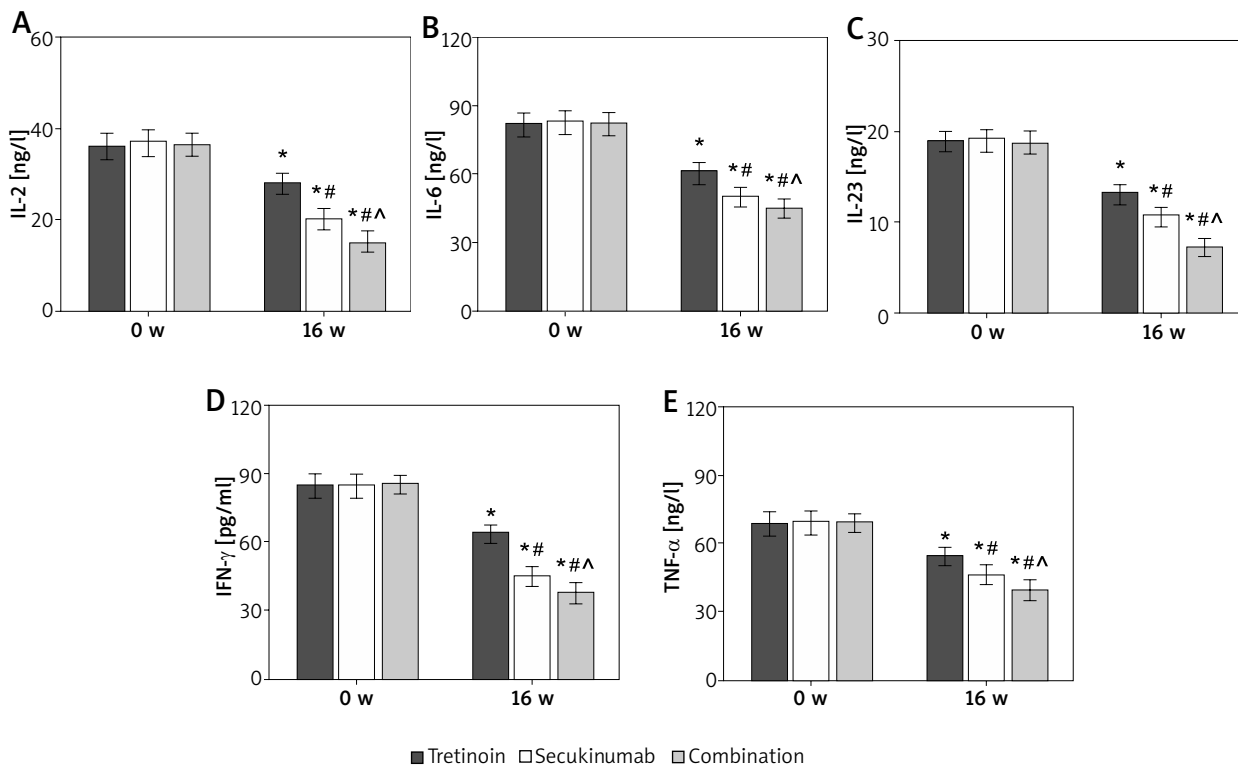 A
60
40
20
0
IL-2 [ng/l]
*
*#
*#^
0 w
16 w
B
120
90
60
30
0
IL-6 [ng/l]
*
*#
*#^
0 w
16 w
C
30
20
10
0
IL-23 [ng/l]
*
*#
*#^
0 w
16 w
D
120
90
60
30
0
IFN-γ [pg/ml]
*
*#
*#^
0 w
16 w
E
120
90
60
30
0
TNF-α [ng/l]
*
*#
*#^
0 w
16 w
Tretinoin Secukinumab Combination